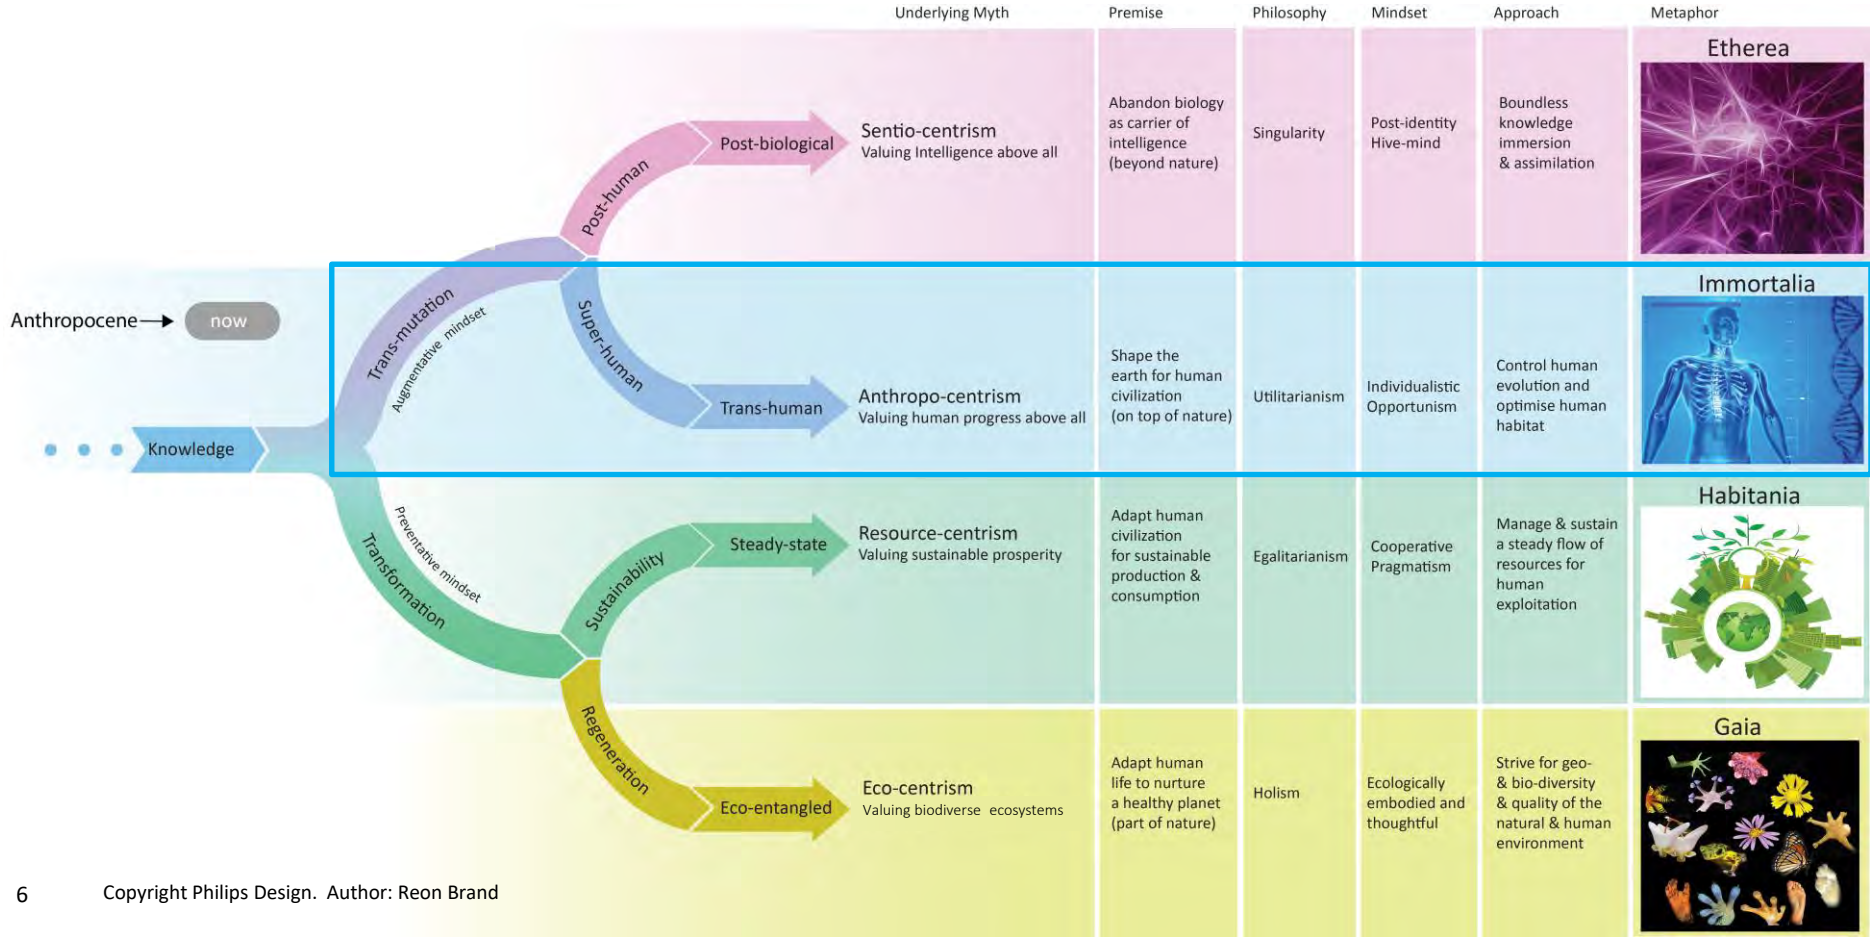 Underlying Myth
Premise
Philosophy
Mindset
Approach
Metaphor
Etherea
Post-human
Post-biological
Sentio-centrism
Valuing Intelligence above all
Abandon biology
as carrier of
intelligence
(beyond nature)
Singularity
Post-identity
Hive-mind
Boundless
knowledge
immersion
& assimilation
Anthropocene
now
Knowledge
Trans-mutation
Augmentative mindset
Super-human
Trans-human
Anthropo-centrism
Valuing human progress above all
Shape the
earth for human
civilization
(on top of nature)
Utilitarianism
Individualistic
Opportunism
Control human
evolution and
optimise human
habitat
Immortalia
Transformation
Preventative mindset
Sustainability
Steady-state
Resource-centrism
Valuing sustainable prosperity
Adapt human
civilization
for sustainable
production &
consumption
Egalitarianism
Cooperative
Pragmatism
Manage & sustain
a steady flow of
resources for
human
exploitation
Habitania
Regeneration
Eco-entangled
Eco-centrism
Valuing biodiverse ecosystems
Adapt human
life to nurture
a healthy planet
(part of nature)
Holism
Ecologically
embodied and
thoughtful
Strive for geo-
& bio-diversity
& quality of the
natural & human
environment
Gaia
6
Copyright Philips Design. Author: Reon Brand